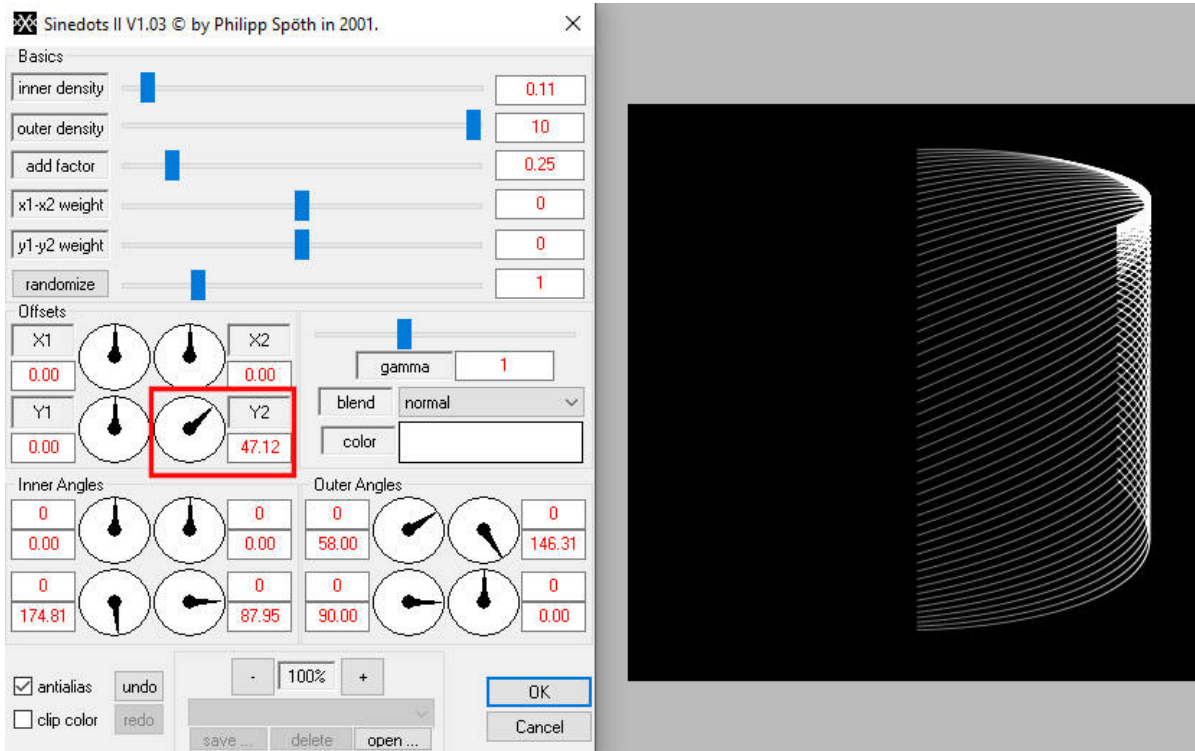 Sinedots II V1.03 © by Philipp Spöth in 2001.
Basics
inner density 0.11
outer density 10
add factor 0.25
x1-x2 weight 0
y1-y2 weight 0
randomize 1
Offsets
X1 X2
0.00 0.00
gamma 1
Y1 Y2
0.00 47.12
blend normal
color
Inner Angles Outer Angles
0 0 0 0
0.00 0.00 58.00 146.31
0 0 0 0
174.81 87.95 90.00 0.00
antialias undo - 100% + OK
clip color redo Cancel
save ... delete open ...